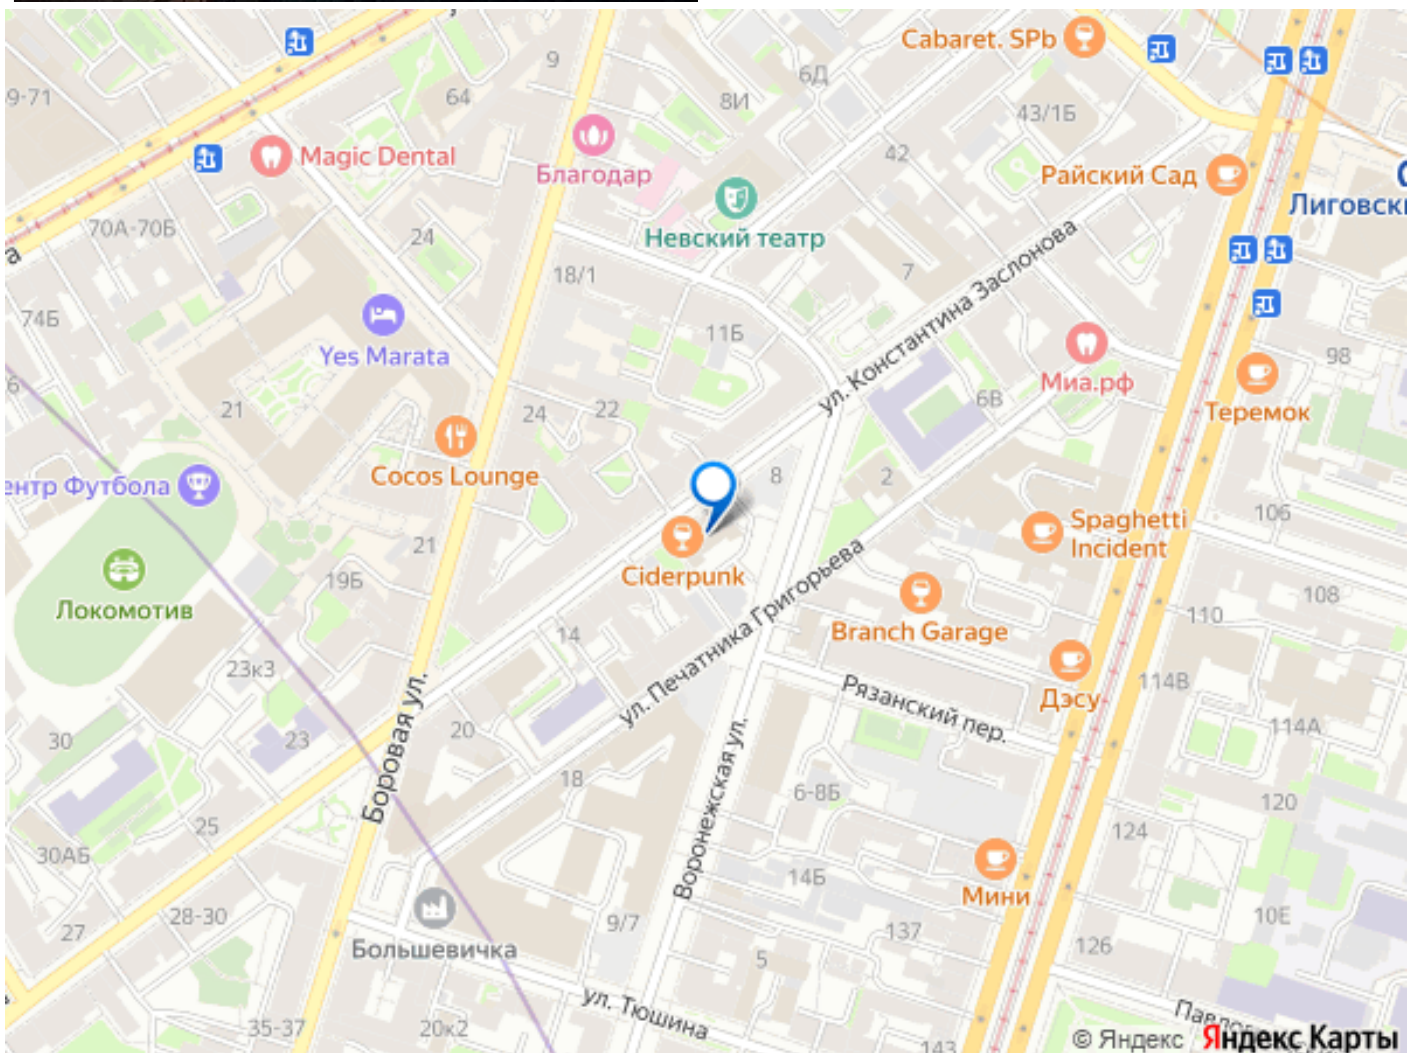 Cabaret. SPb
9
6Д
9-71
64
8И
43/1Б
Magic Dental
Благодар
42
Райский Сад
Лиговски
70А-70Б
24
Невский театр
18/1
7
ул. Константина Заслонова
74Б
Yes Marata
11Б
98
Миа.рф
6В
Теремок
21
24
22
Cocos Lounge
8
2
ентр Футбола
Spaghetti
Incident
106
21
Ciderpunk
19Б
Локомотив
ул. Печатника Григорьева
Branch Garage
108
110
14
23к3
Рязанский пер.
Дэсу
114В
Боровая ул.
20
114А
30
23
Воронежская ул.
18
6-8Б
120
25
124
30АБ
14Б
Мини
28-30
10Е
27
Большевичка
9/7
137
126
5
ул. Тюшина
35-37
20к2
143
© Яндекс Яндекс Карты